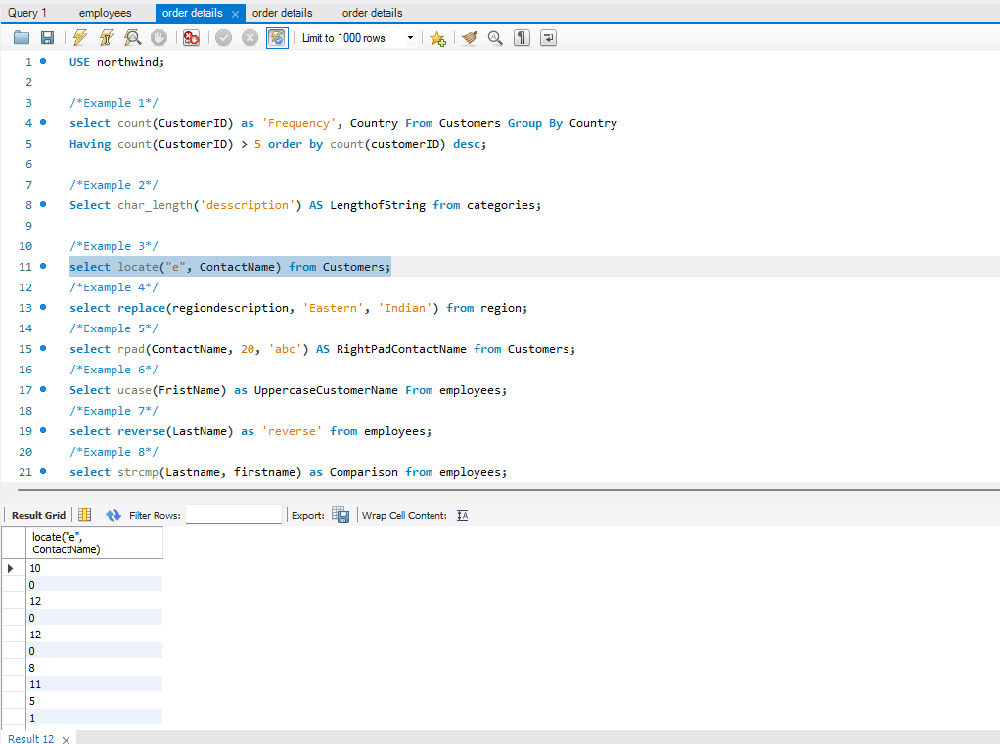 Query 1 employees order details order details order details
Limit to 1000 rows
1 USE northwind;
2
3 /*Example 1*/
4 select count(CustomerID) as 'Frequency', Country From Customers Group By Country
5 Having count(CustomerID) > 5 order by count(customerID) desc;
6
7 /*Example 2*/
8 Select char_length('desscription') AS LengthofString from categories;
9
10 /*Example 3*/
11 select locate("e", ContactName) from Customers;
12 /*Example 4*/
13 select replace(regiondescription, 'Eastern', 'Indian') from region;
14 /*Example 5*/
15 select rpad(ContactName, 20, 'abc') AS RightPadContactName from Customers;
16 /*Example 6*/
17 Select ucase(FristName) as UppercaseCustomerName From employees;
18 /*Example 7*/
19 select reverse(LastName) as 'reverse' from employees;
20 /*Example 8*/
21 select strcmp(Lastname, firstname) as Comparison from employees;
Result Grid Filter Rows: Export: Wrap Cell Content: IA
locate("e",
ContactName)
10
0
12
0
12
0
8
11
5
1
Result 12